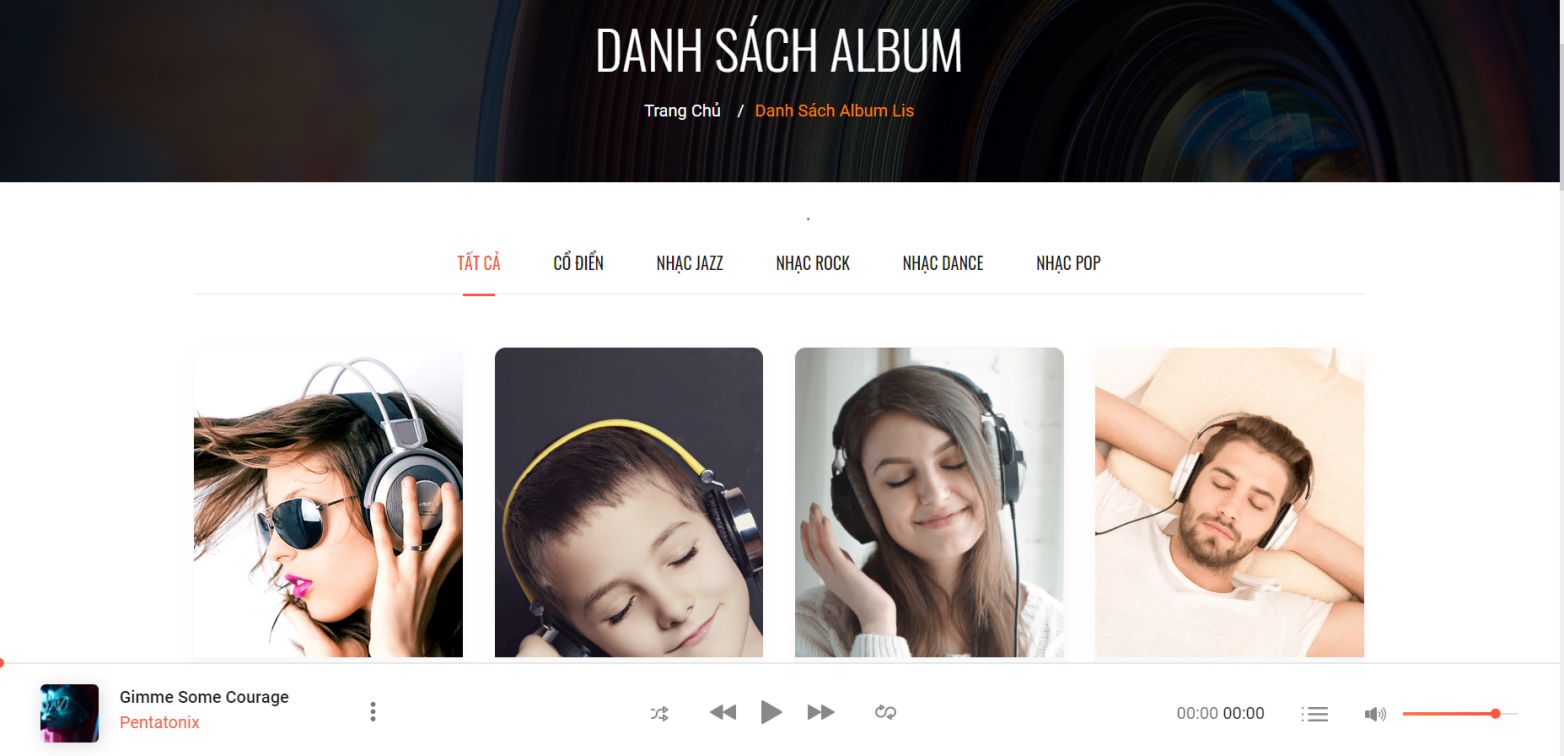 DANH SÁCH ALBUM
Trang Chủ / Danh Sách Album Lis
TẤT CẢ CỔ ĐIỂN NHẠC JAZZ NHẠC ROCK NHẠC DANCE NHẠC POP
Gimme Some Courage
Pentatonix
00:00 00:00